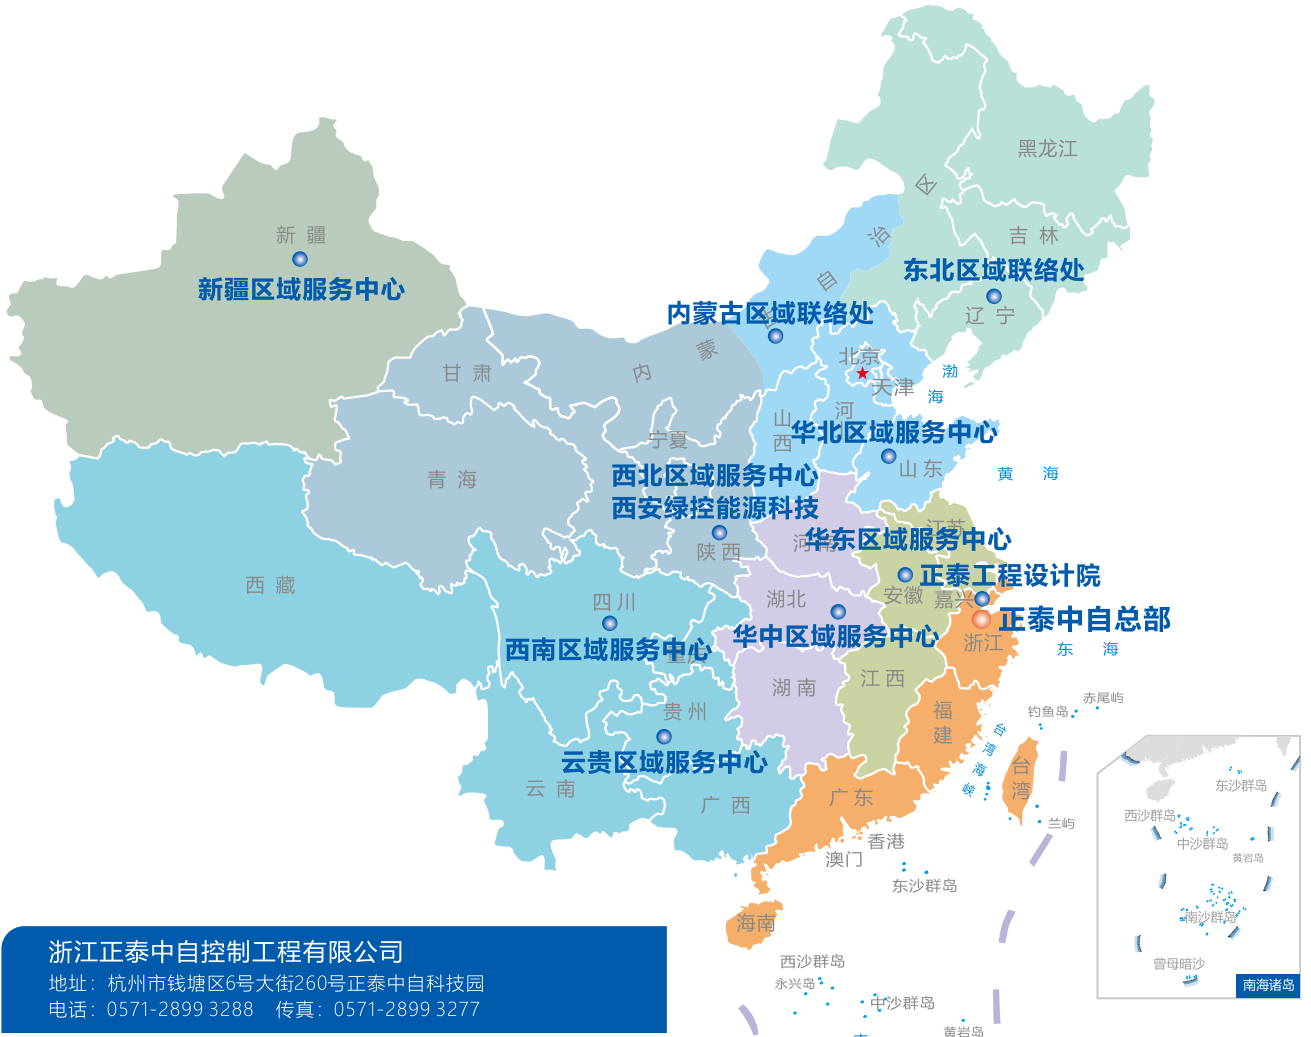 黑龙江
区
新 疆
吉 林
治
新疆区域服务中心
东北区域联络处
自
内蒙古区域联络处
辽 宁
蒙
北京
内
甘 肃
渤
海
天津
河
山
西
宁夏
华北区域服务中心
山 东
青 海
黄 海
西北区域服务中心
西安绿控能源科技
陕 西
江苏
河 南
华东区域服务中心
正泰工程设计院
安徽
嘉兴
西 藏
四 川
湖北
正泰中自总部
华中区域服务中心
浙江
西南区域服务中心
东 海
重庆
江 西
湖 南
贵 州
福
建
赤尾屿
钓鱼岛
台
湾
海
峡
云贵区域服务中心
台
湾
云 南
广 西
广 东
兰屿
香港
澳门
东沙群岛
海南
西沙群岛
永兴岛
中沙群岛
黄岩岛
东沙群岛
西沙群岛
中沙群岛
黄岩岛
南沙群岛
曾母暗沙
南海诸岛
浙江正泰中自控制工程有限公司
地址：杭州市钱塘区6号大街260号正泰中自科技园
电话：0571-2899 3288 传真：0571-2899 3277